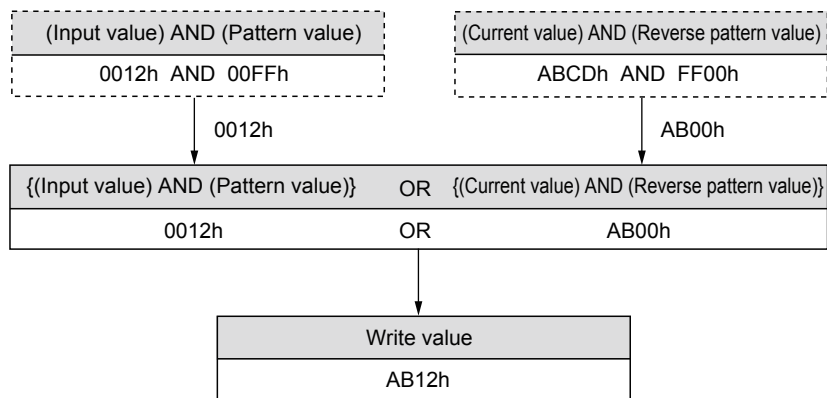 (Input value) AND (Pattern value)
(Current value) AND (Reverse pattern value)
0012h AND 00FFh
ABCDh AND FF00h
0012h
AB00h
{(Input value) AND (Pattern value)} OR {(Current value) AND (Reverse pattern value)}
0012h OR AB00h
Write value
AB12h